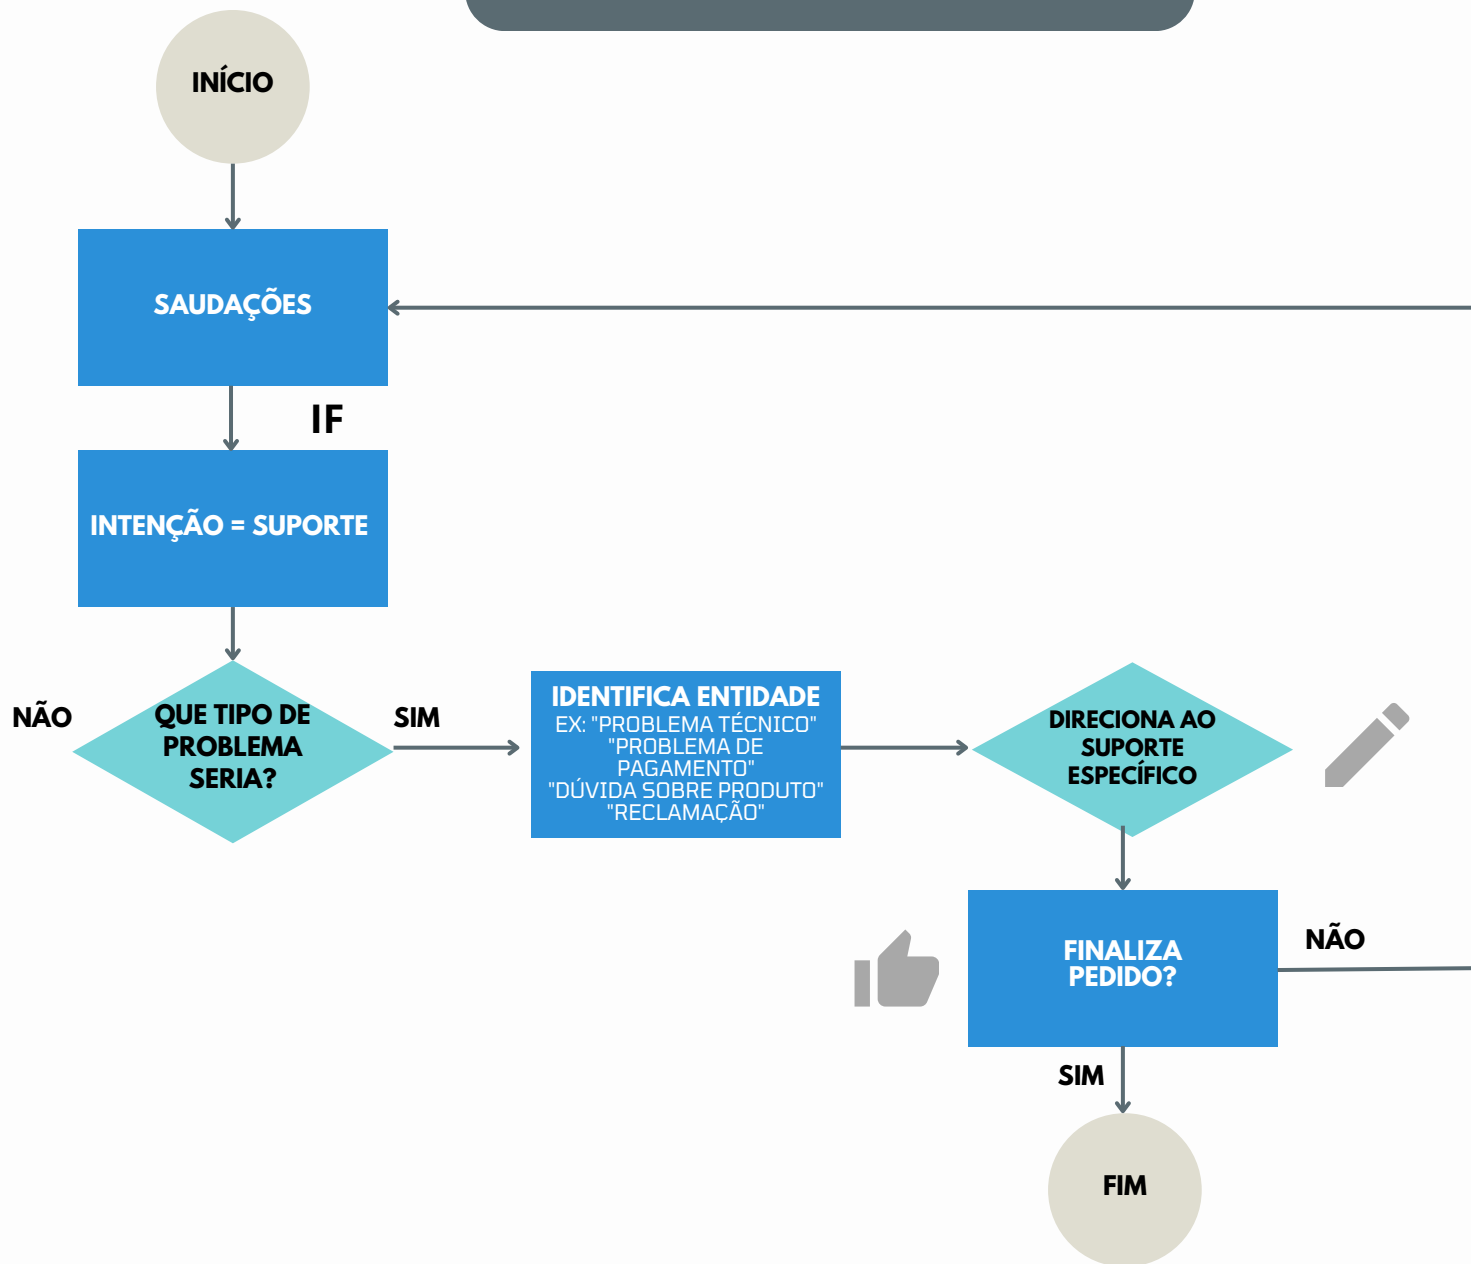 INÍCIO
SAUDAÇÕES
IF
INTENÇÃO = SUPORTE
NÃO
QUE TIPO DE
PROBLEMA
SERIA?
SIM
IDENTIFICA ENTIDADE
EX: "PROBLEMA TÉCNICO"
"PROBLEMA DE
PAGAMENTO"
"DÚVIDA SOBRE PRODUTO"
"RECLAMAÇÃO"
DIRECIONA AO
SUPORTE
ESPECÍFICO
FINALIZA
PEDIDO?
NÃO
SIM
FIM